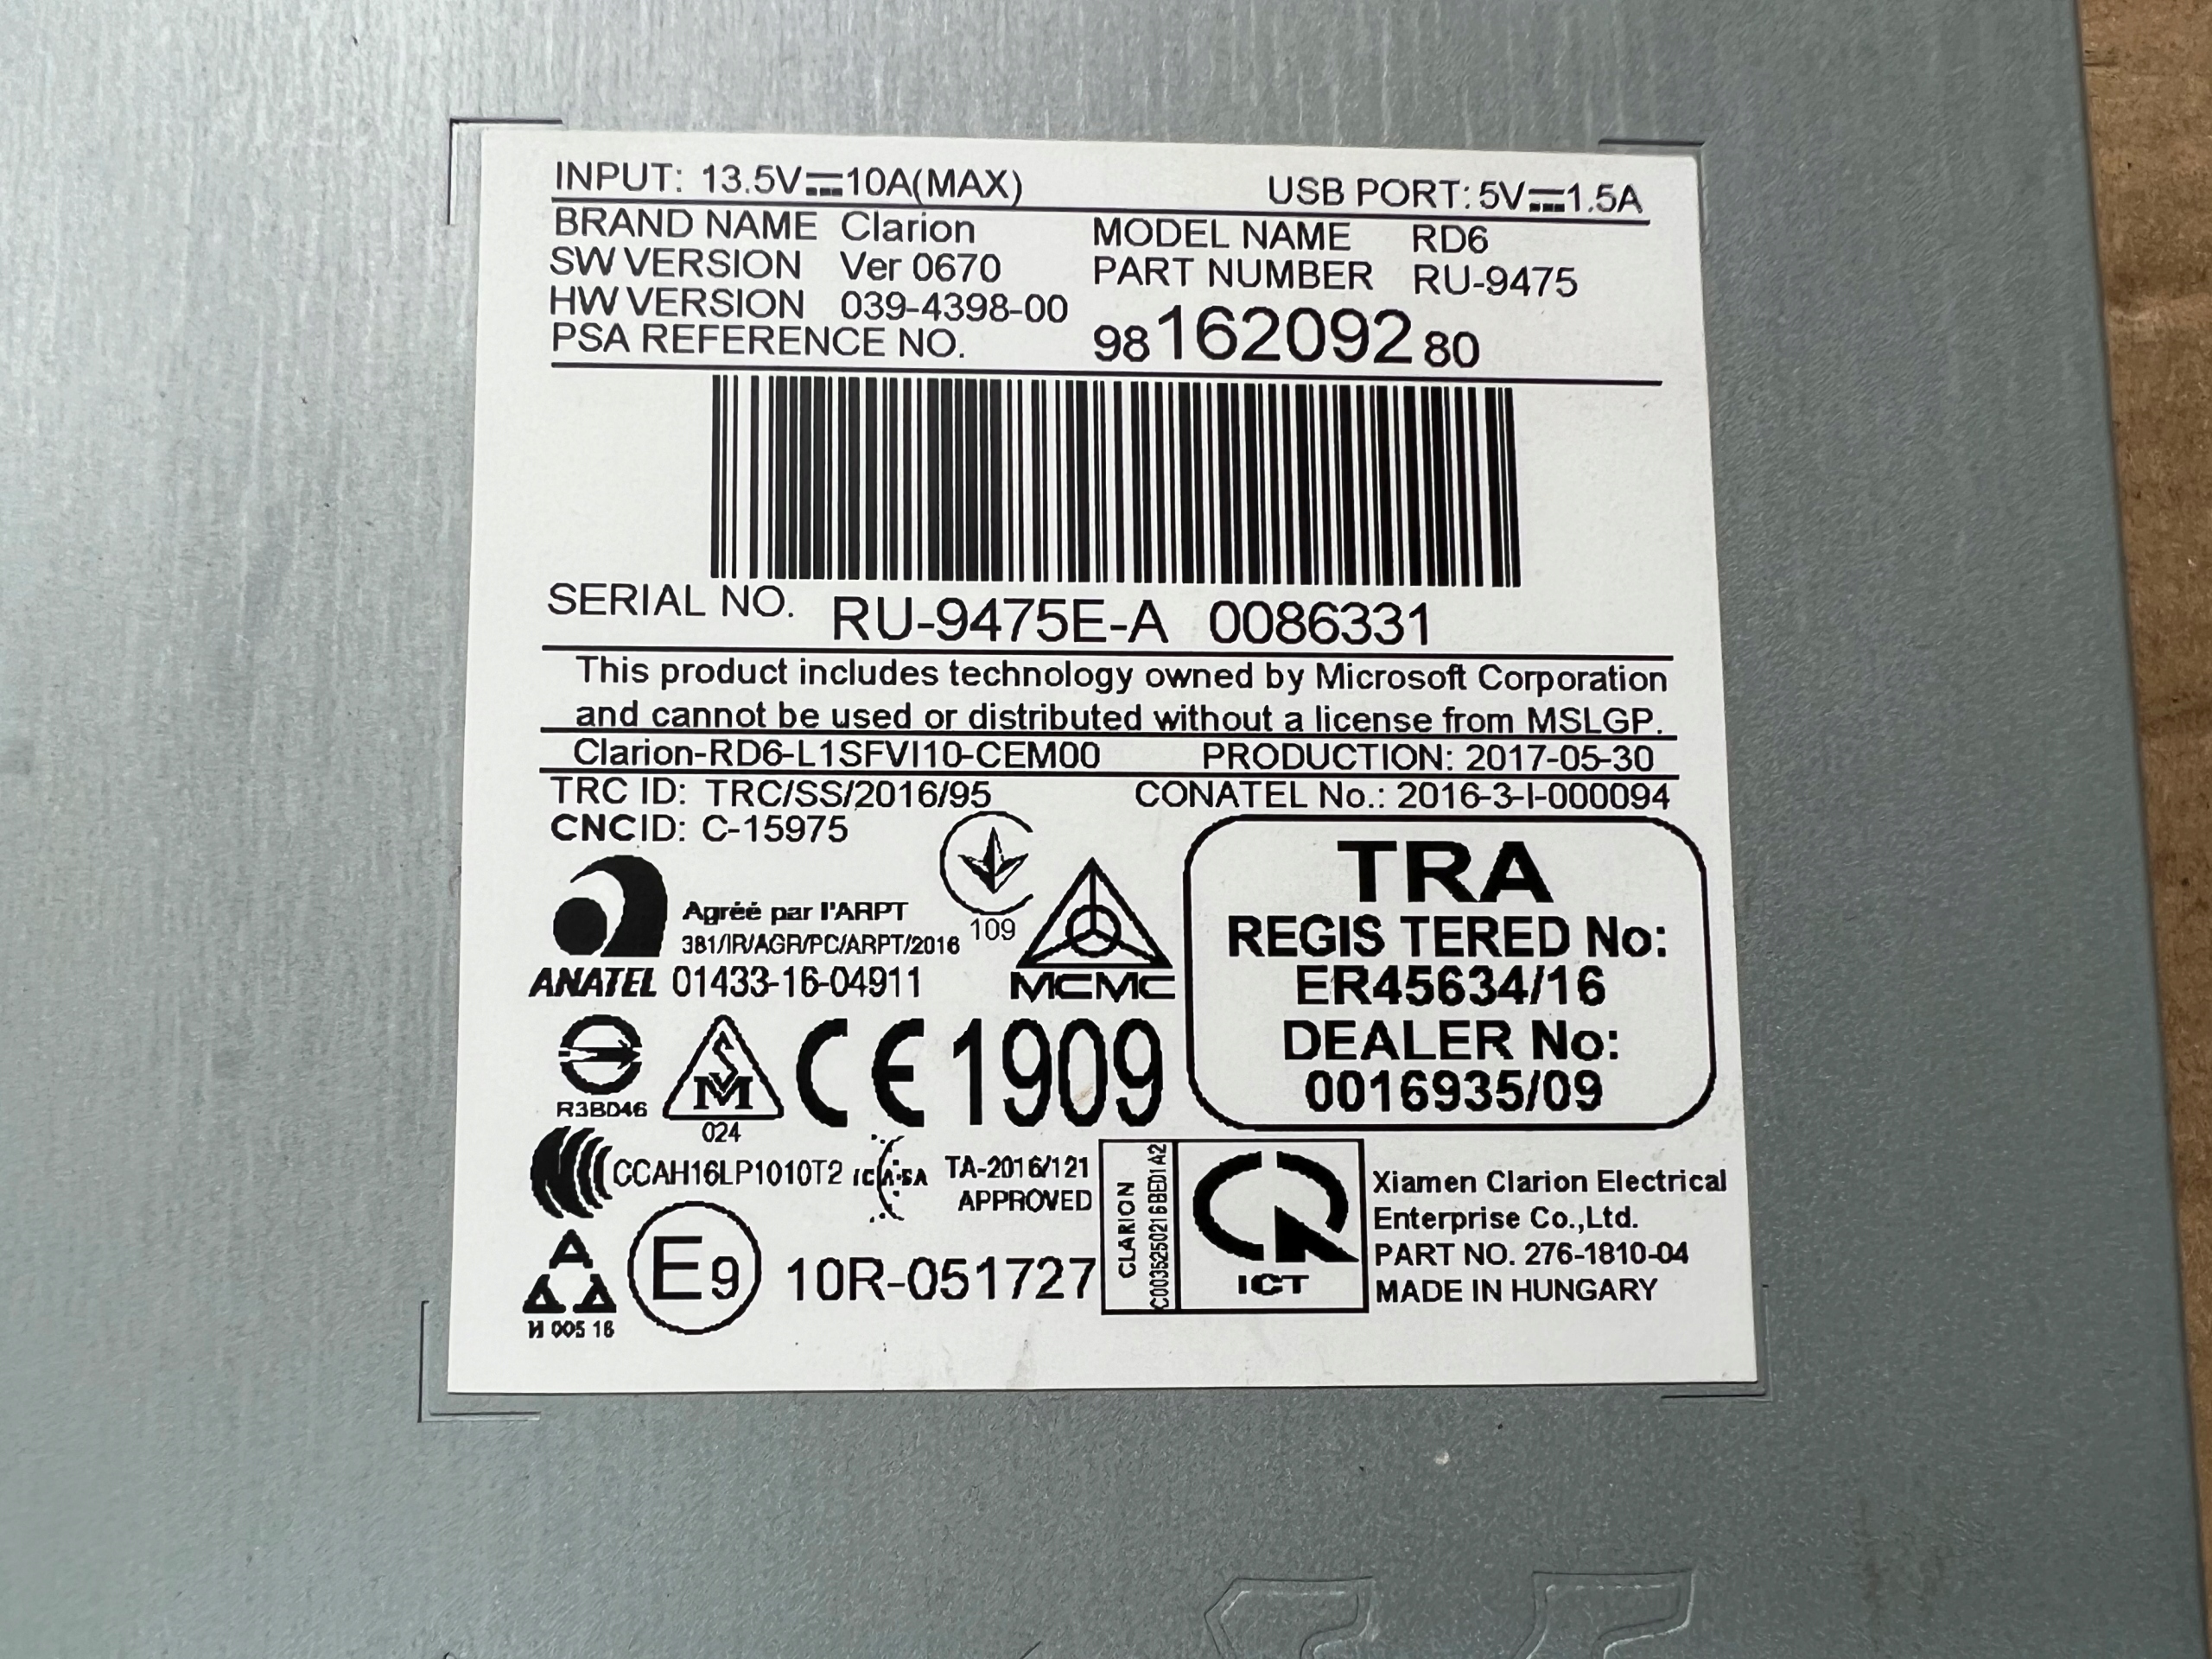 INPUT: 13.5V⎓10A(MAX) USB PORT: 5V⎓1.5A
BRAND NAME Clarion MODEL NAME RD6
SW VERSION Ver 0670 PART NUMBER RU-9475
HW VERSION 039-4398-00
PSA REFERENCE NO. 9816209280
SERIAL NO. RU-9475E-A 0086331
This product includes technology owned by Microsoft Corporation
and cannot be used or distributed without a license from MSLGP.
Clarion-RD6-L1SFVI10-CEM00 PRODUCTION: 2017-05-30
TRC ID: TRC/SS/2016/95 CONATEL No.: 2016-3-I-000094
CNCID: C-15975
Agréé par l'ARPT
381/IR/AGR/PC/ARPT/2016
109
ANATEL 01433-16-04911
MCMC
TRA
REGIS TERED No:
ER45634/16
DEALER No:
0016935/09
R3BD46
SM
024
CE 1909
CCAH16LP1010T2
ICASA
TA-2016/121
APPROVED
CLARION
C0035250216BED1A2
ICT
Xiamen Clarion Electrical
Enterprise Co.,Ltd.
PART NO. 276-1810-04
MADE IN HUNGARY
E9 10R-051727
И 005 16